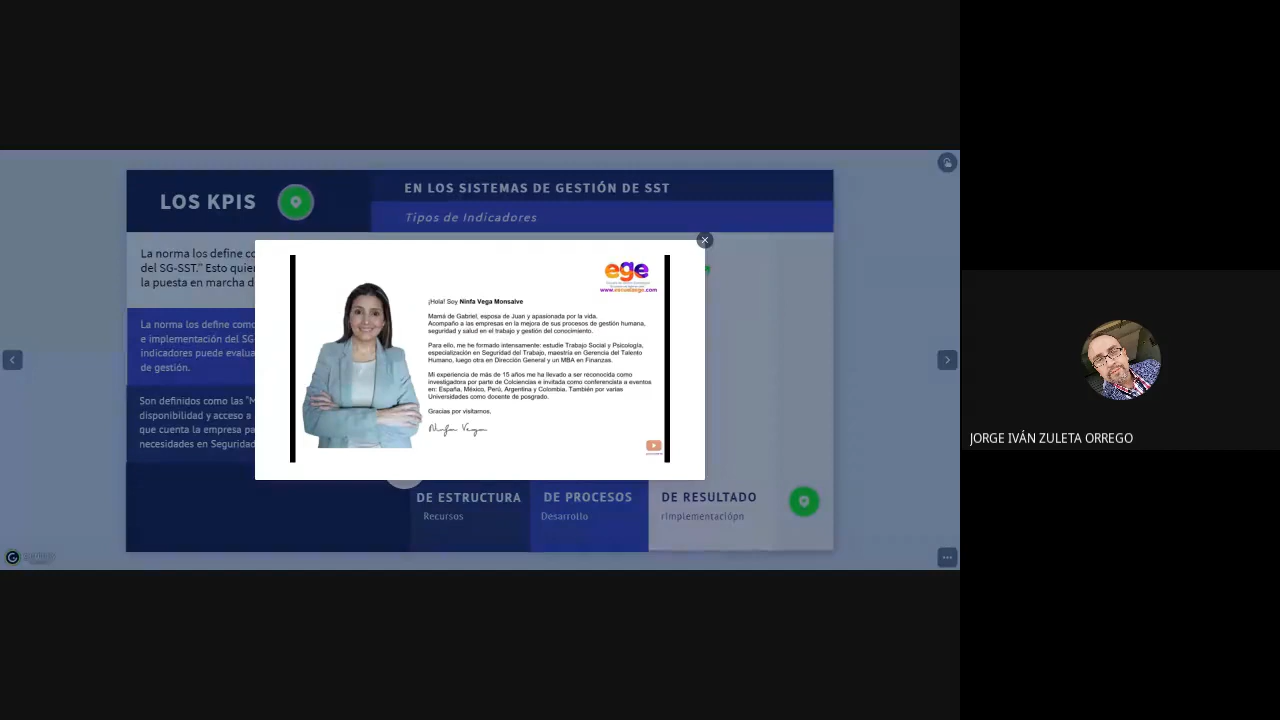 LOS KPIS
EN LOS SISTEMAS DE GESTIÓN DE SST
Tipos de Indicadores
La norma los define co
del SG-SST." Esto quier
la puesta en marcha d
La norma los define como
e implementación del SG
indicadores puede evalua
de gestión.
Son definidos como las "M
disponibilidad y acceso a
que cuenta la empresa pa
necesidades en Seguridad
ege
www.escuelaege.com
¡Hola! Soy Ninfa Vega Monsalve
Mamá de Gabriel, esposa de Juan y apasionada por la vida.
Acompaño a las empresas en la mejora de sus procesos de gestión humana,
seguridad y salud en el trabajo y gestión del conocimiento.
Para ello, me he formado intensamente: estudie Trabajo Social y Psicología,
especialización en Seguridad del Trabajo, maestría en Gerencia del Talento
Humano, luego otra en Dirección General y un MBA en Finanzas.
Mi experiencia de más de 15 años me ha llevado a ser reconocida como
investigadora por parte de Colciencias e invitada como conferencista a eventos
en: España, México, Perú, Argentina y Colombia. También por varias
Universidades como docente de posgrado.
Gracias por visitarnos,
Ninfa Vega
DE ESTRUCTURA
Recursos
DE PROCESOS
Desarrollo
DE RESULTADO
rimplementaciópn
JORGE IVÁN ZULETA ORREGO